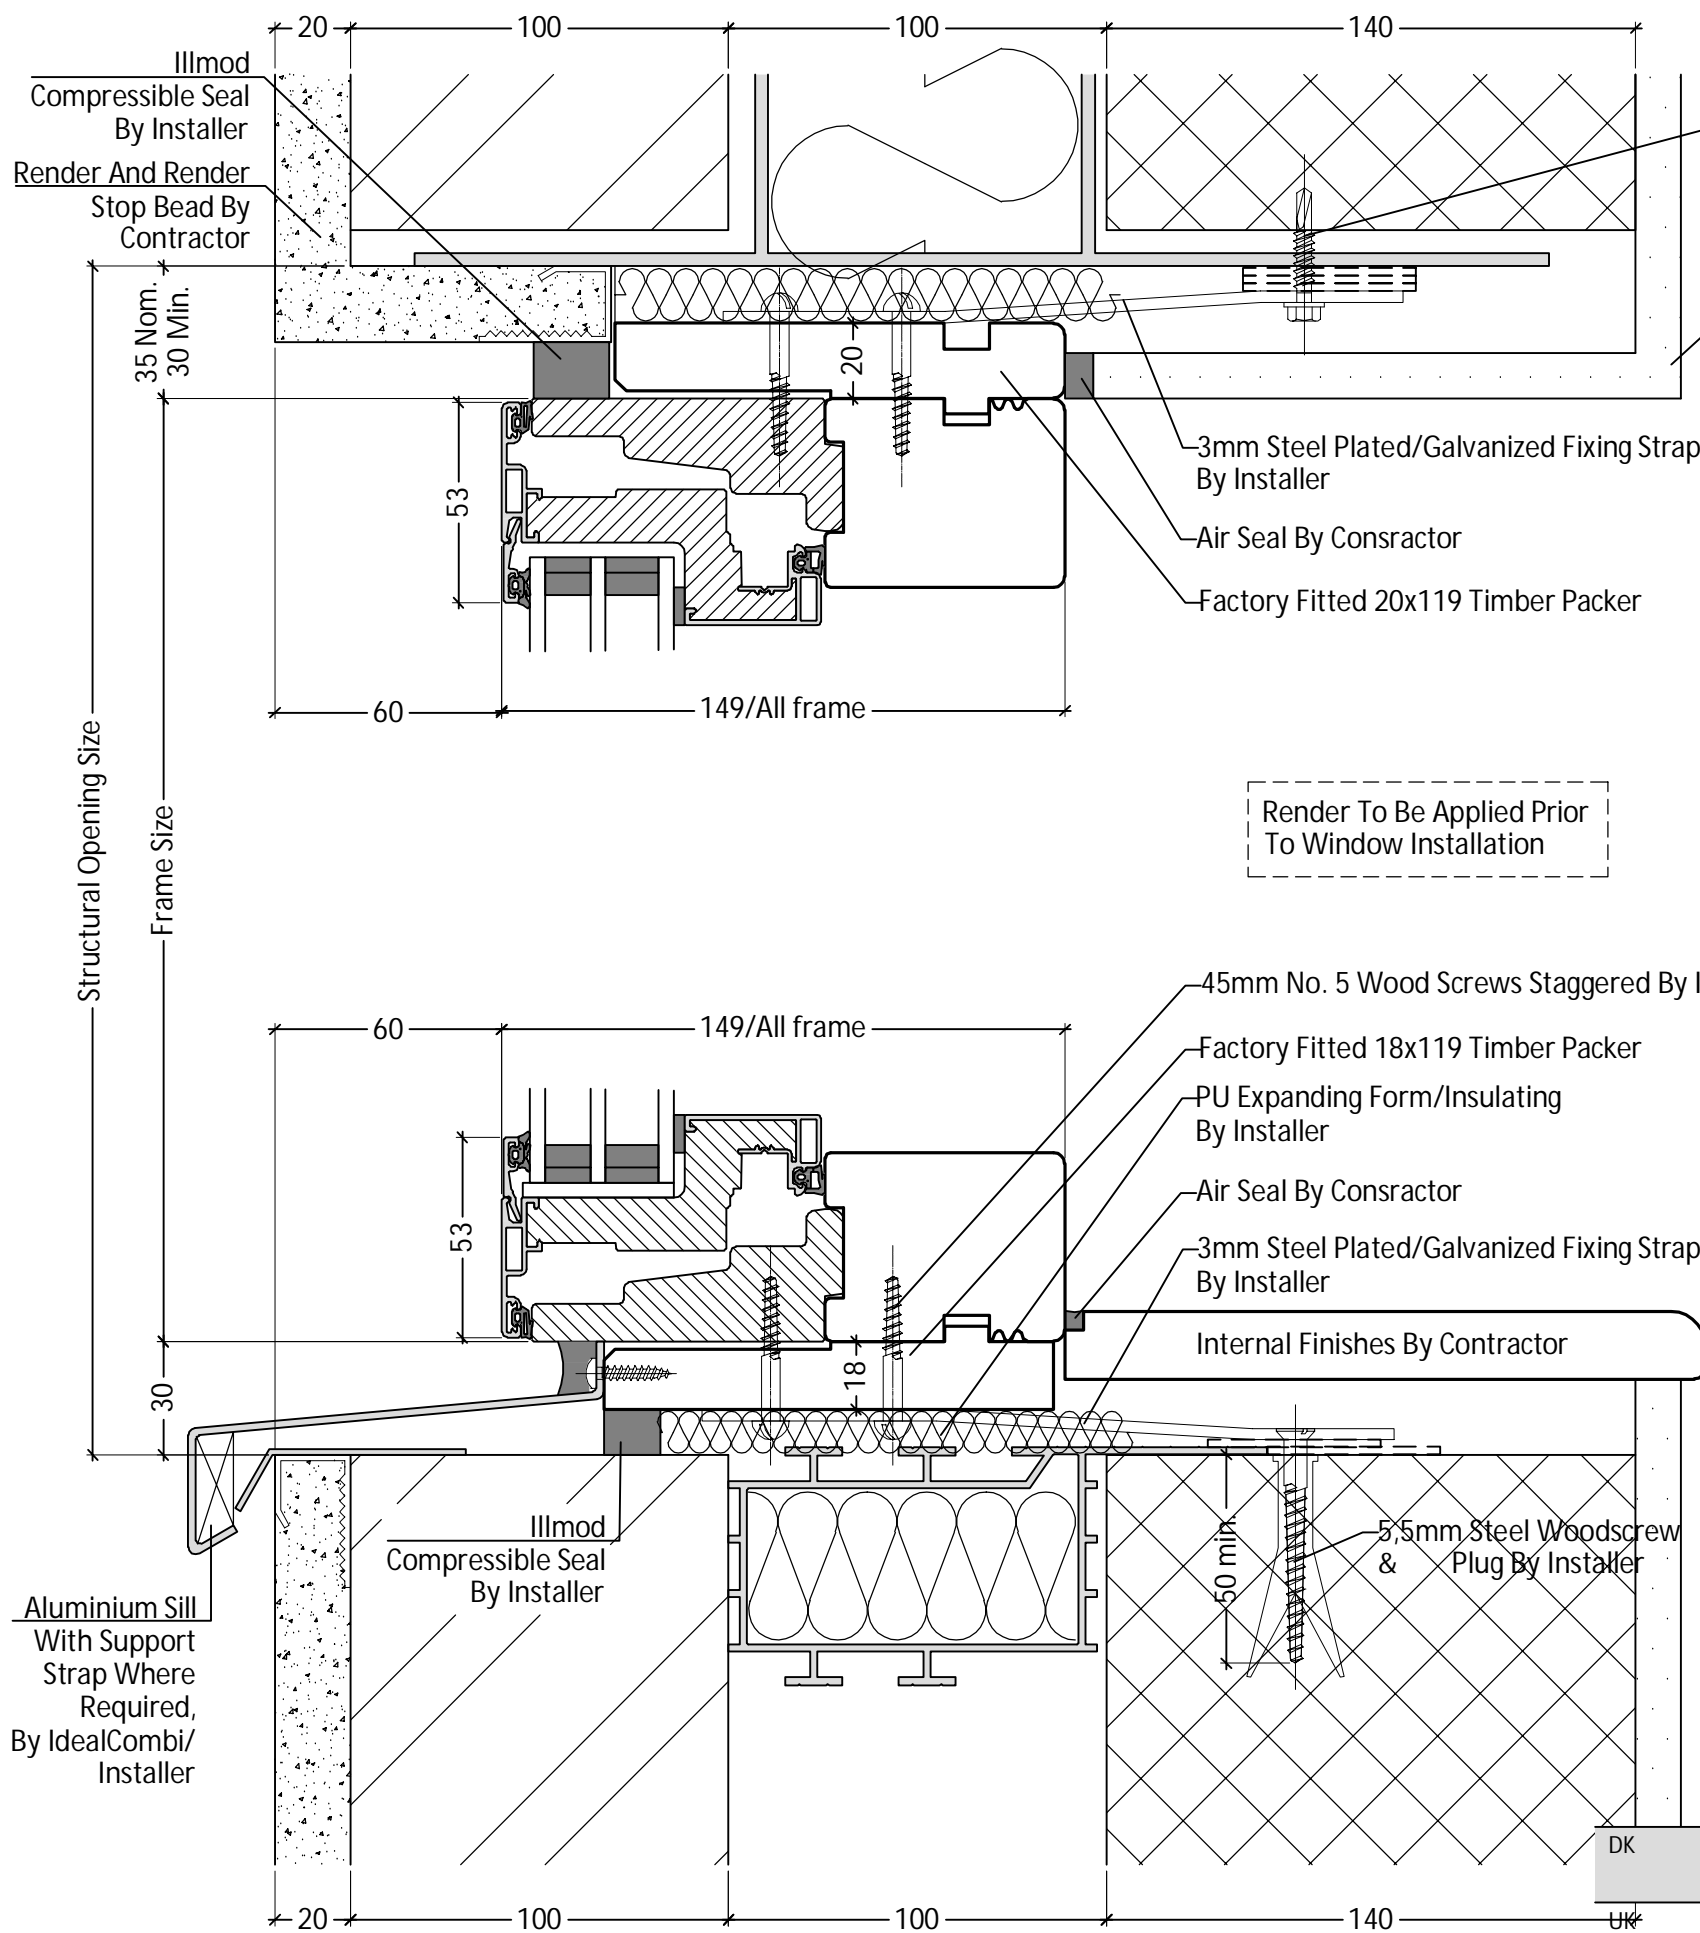 20
100
100
140
Illmod
Compressible Seal
By Installer
Render And Render
Stop Bead By
Contractor
35 Nom.
30 Min.
20
53
3mm Steel Plated/Galvanized Fixing Strap
By Installer
Air Seal By Consractor
Factory Fitted 20x119 Timber Packer
60
149/All frame
Structural Opening Size
Frame Size
Render To Be Applied Prior
To Window Installation
45mm No. 5 Wood Screws Staggered By I
60
149/All frame
Factory Fitted 18x119 Timber Packer
PU Expanding Form/Insulating
By Installer
Air Seal By Consractor
53
3mm Steel Plated/Galvanized Fixing Strap
By Installer
Internal Finishes By Contractor
18
30
Illmod
Compressible Seal
By Installer
50 min.
5,5mm Steel Woodscrew
& Plug By Installer
Aluminium Sill
With Support
Strap Where
Required,
By IdealCombi/
Installer
DK
20
100
100
140
UK